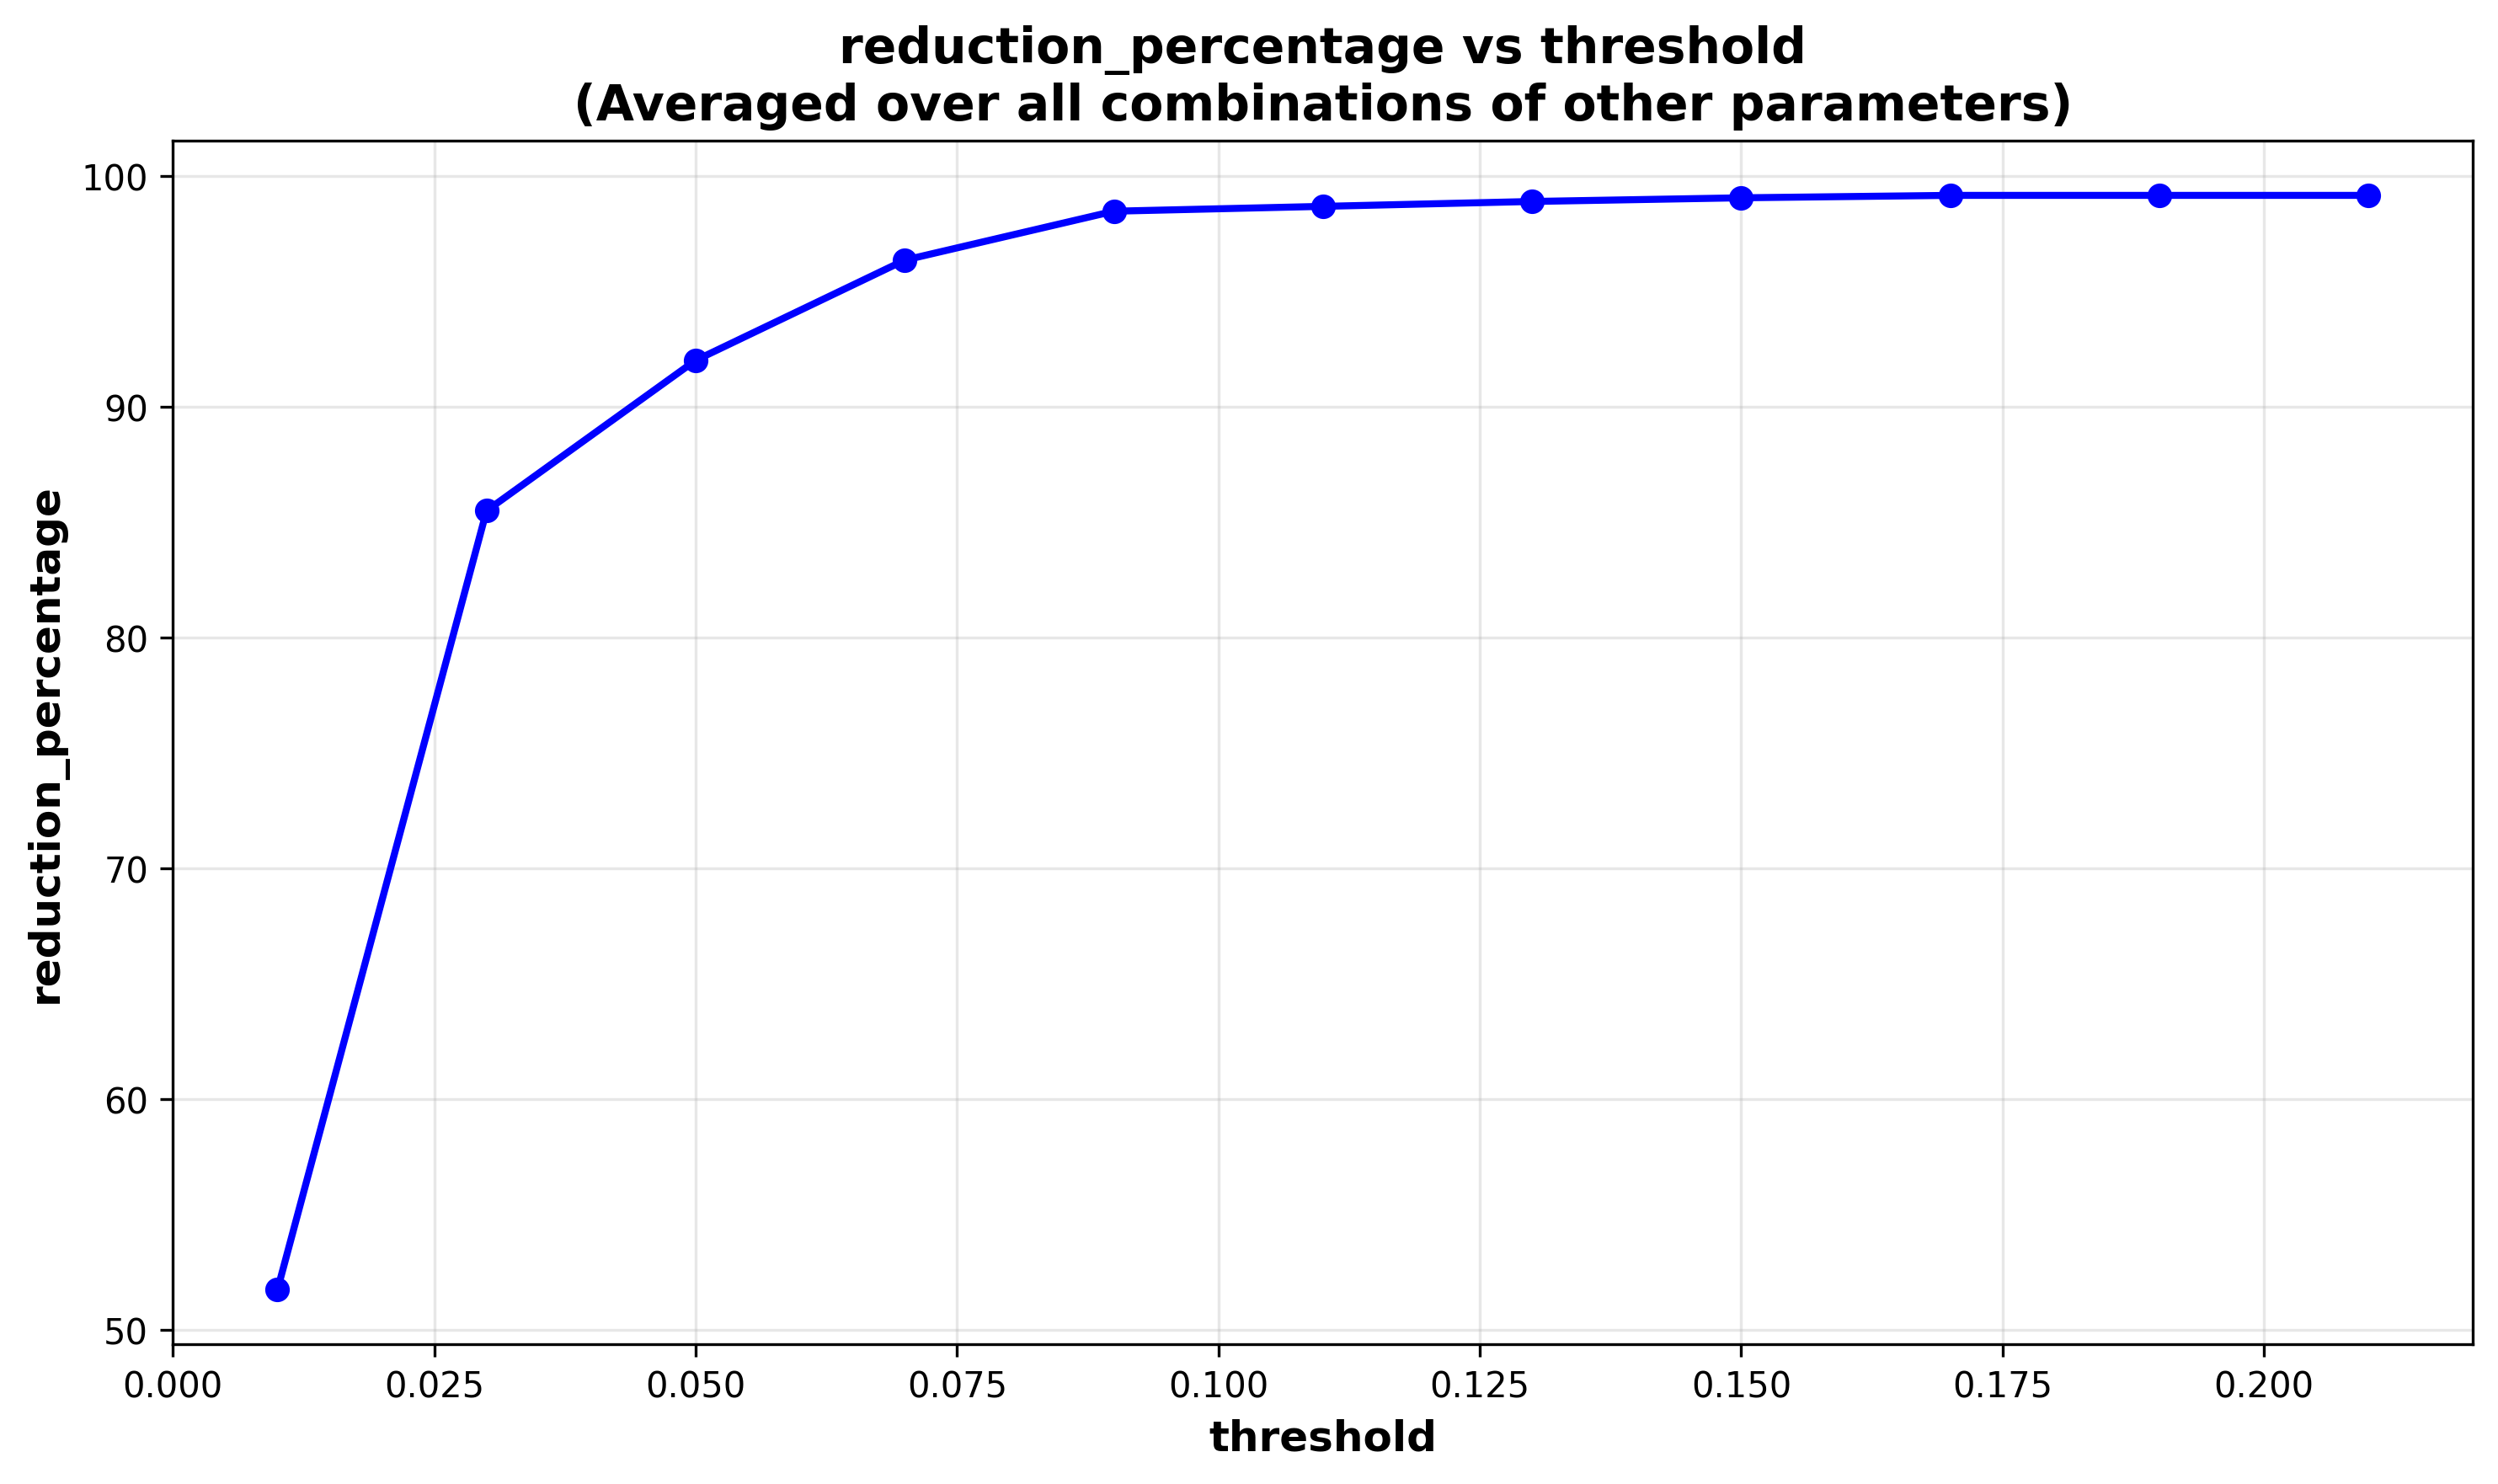 reduction_percentage vs threshold
(Averaged over all combinations of other parameters)
reduction_percentage
100
90
80
70
60
50
0.000 0.025 0.050 0.075 0.100 0.125 0.150 0.175 0.200
threshold